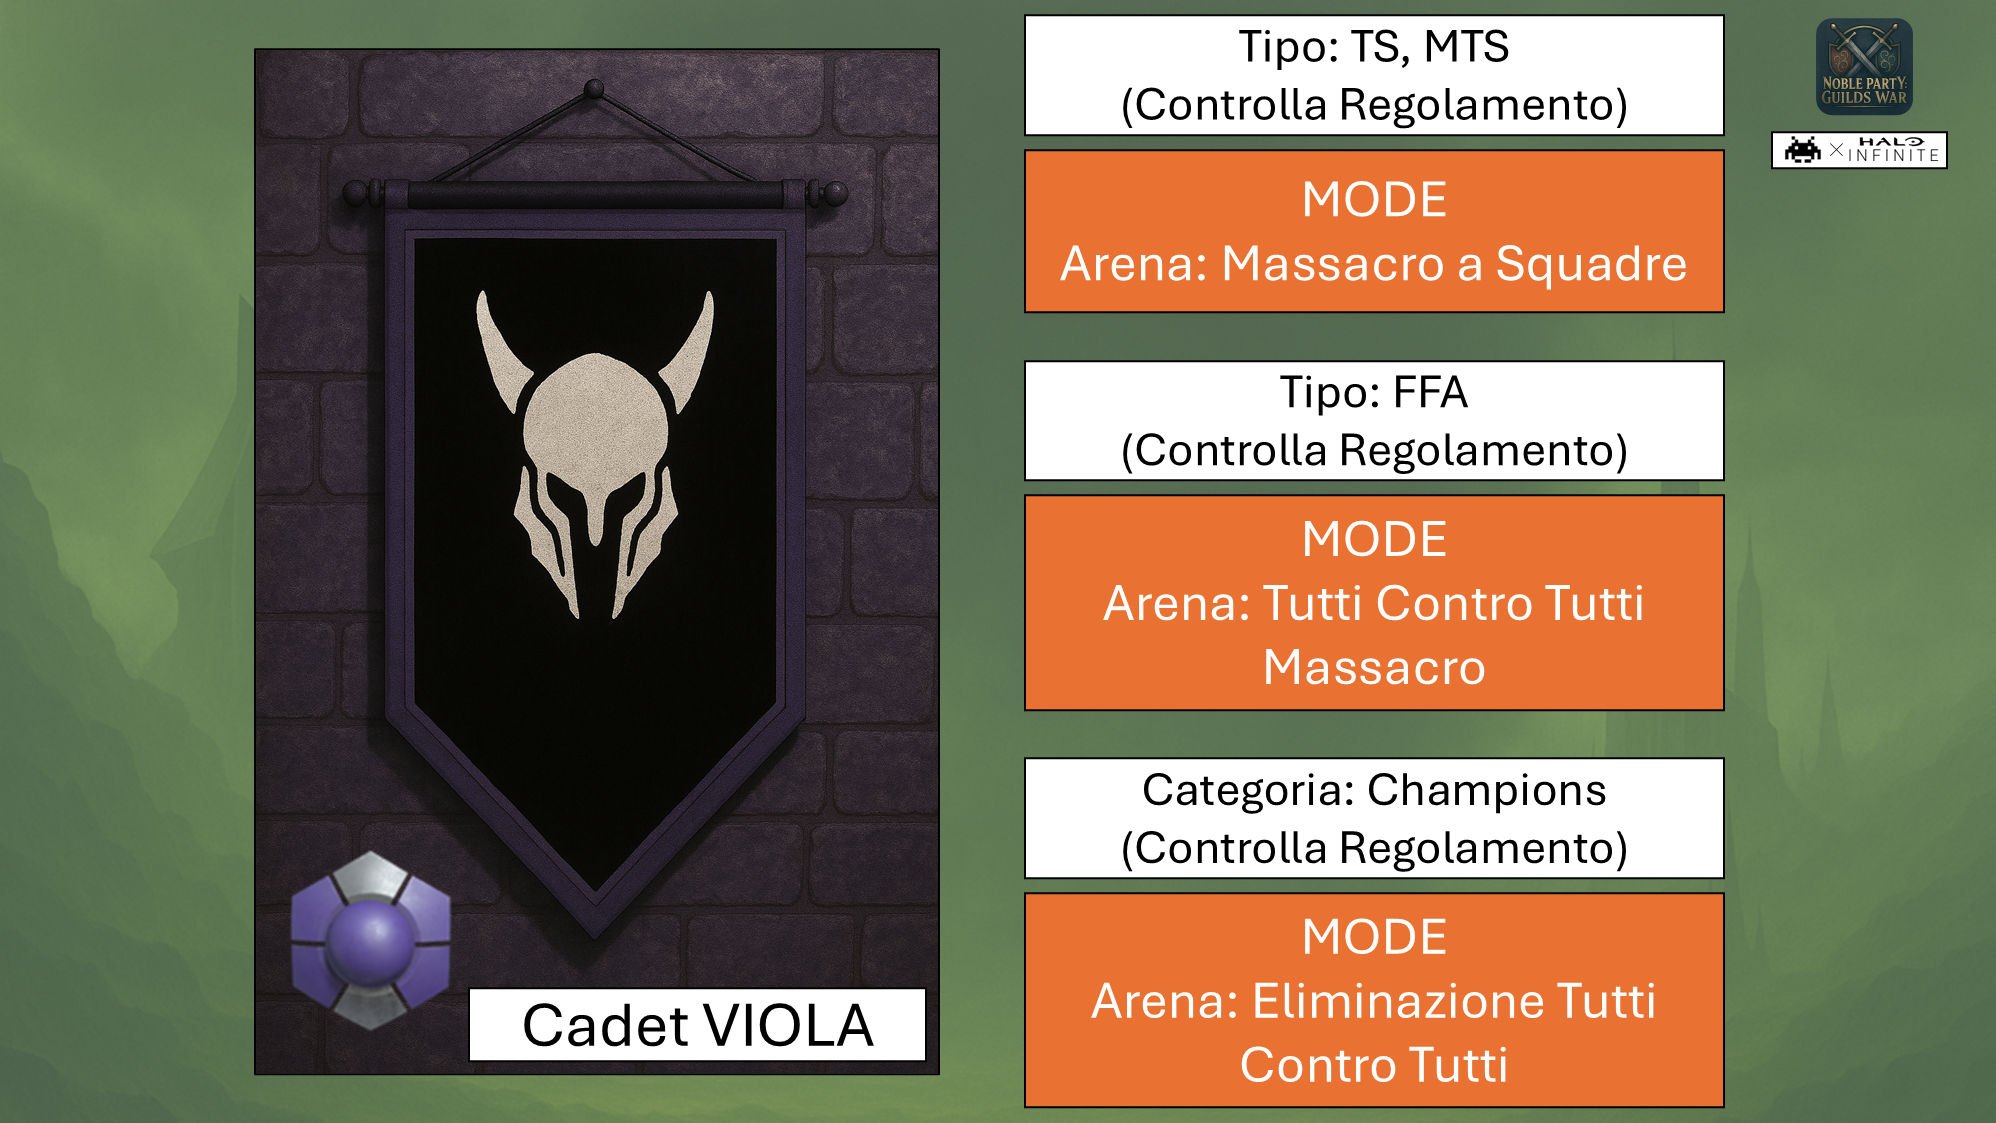 Tipo: TS, MTS
(Controlla Regolamento)
MODE
Arena: Massacro a Squadre
Tipo: FFA
(Controlla Regolamento)
MODE
Arena: Tutti Contro Tutti
Massacro
Categoria: Champions
(Controlla Regolamento)
MODE
Arena: Eliminazione Tutti
Contro Tutti
Cadet VIOLA
NOBLE PARTY:
GUILDS WAR
× HALO
INFINITE